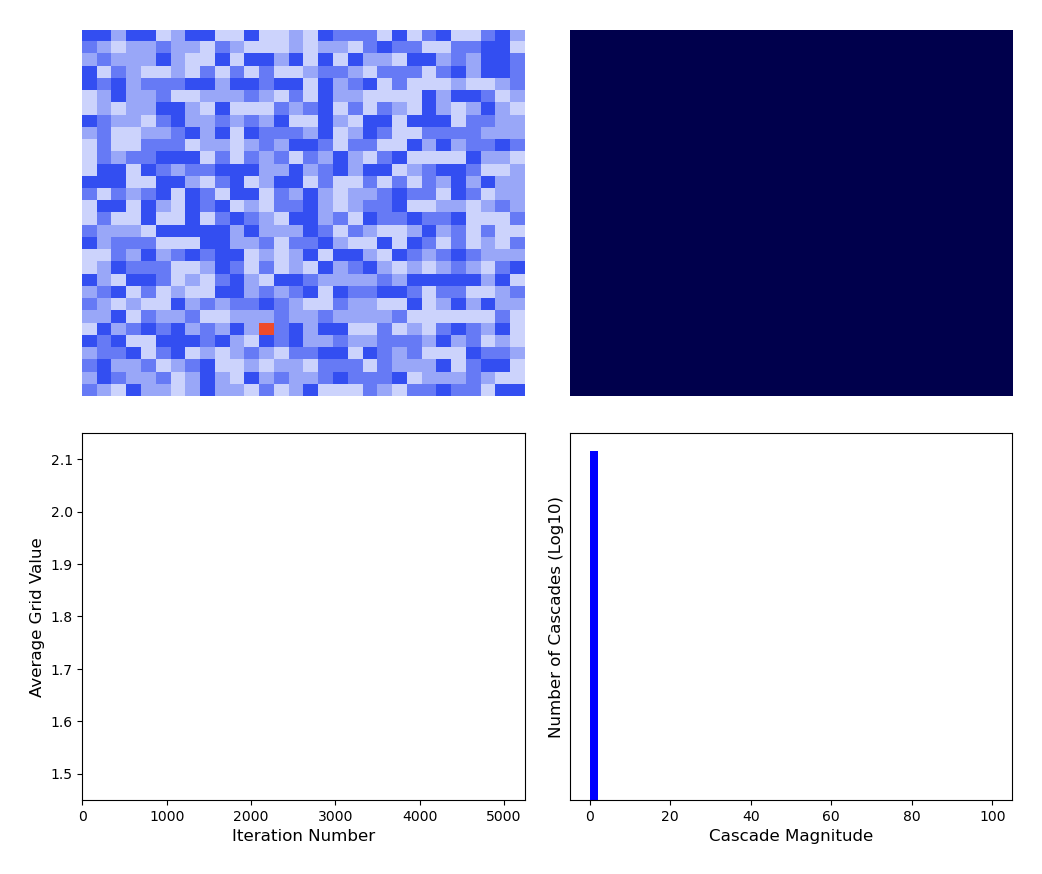 2.1
2.0
1.9
1.8
1.7
1.6
1.5
Average Grid Value
0 1000 2000 3000 4000 5000
Iteration Number
Number of Cascades (Log10)
0 20 40 60 80 100
Cascade Magnitude